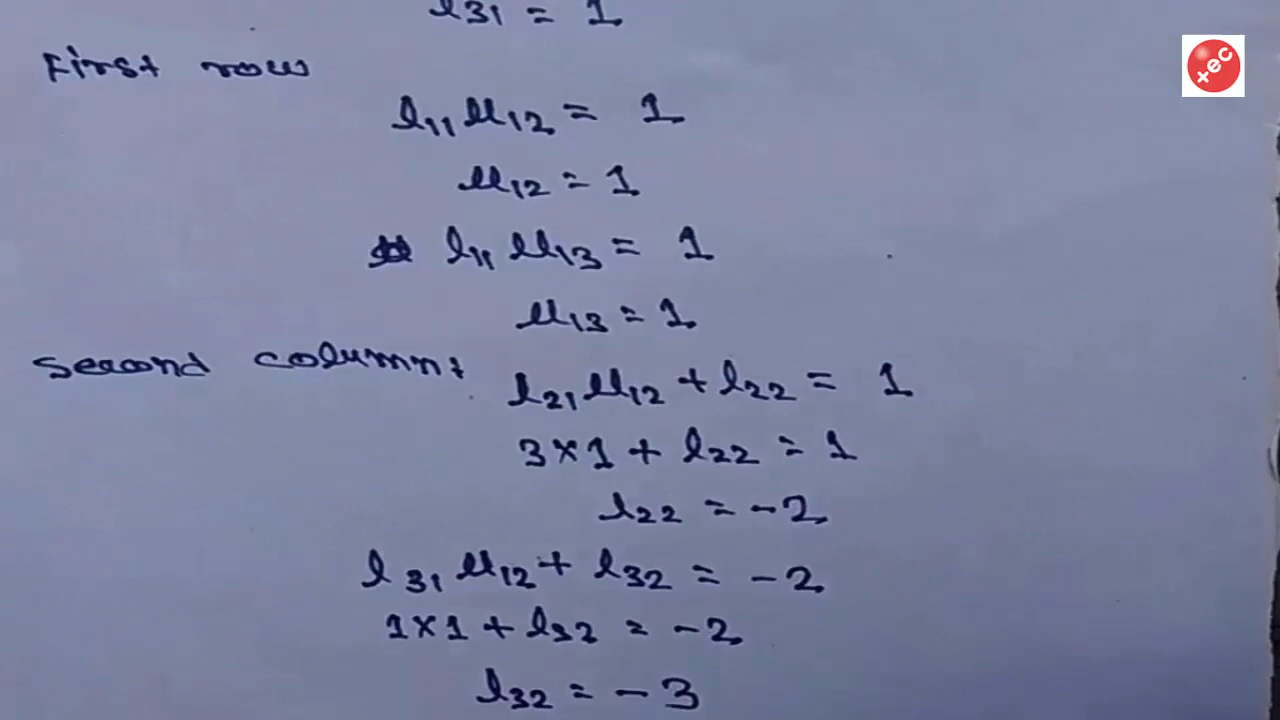 l31 = 1
First row
l11 u12 = 1
u12 = 1
l11 u13 = 1
u13 = 1
Second column:
l21 u12 + l22 = 1
3×1 + l22 = 1
l22 = -2
l31 u12 + l32 = -2
1×1 + l32 = -2
l32 = -3
xec